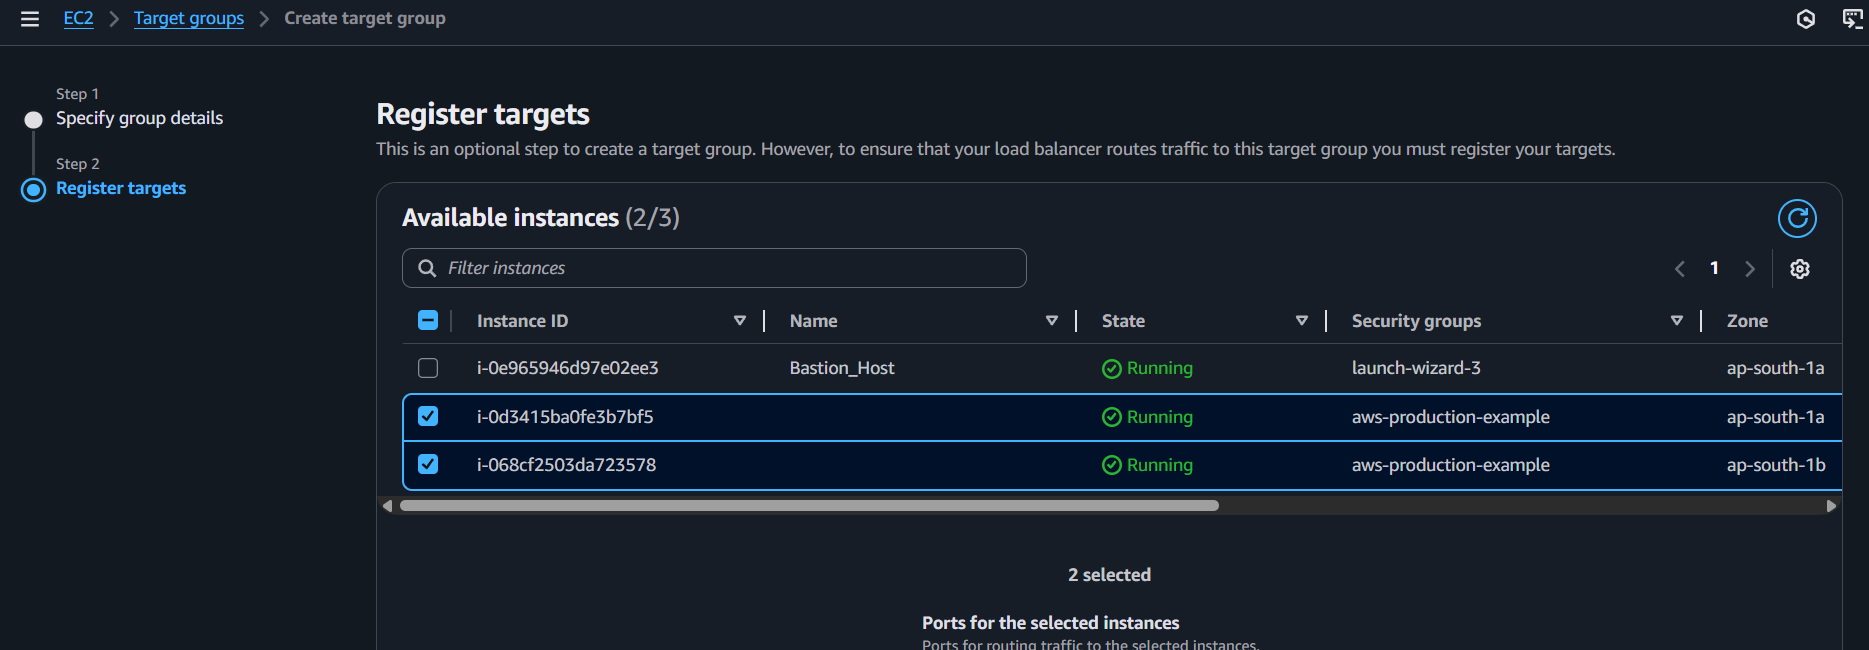 EC2 > Target groups > Create target group
Step 1
Specify group details
Step 2
Register targets
Register targets
This is an optional step to create a target group. However, to ensure that your load balancer routes traffic to this target group you must register your targets.
Available instances (2/3)
Filter instances
1
Instance ID Name State Security groups Zone
i-0e965946d97e02ee3 Bastion_Host Running launch-wizard-3 ap-south-1a
i-0d3415ba0fe3b7bf5 Running aws-production-example ap-south-1a
i-068cf2503da723578 Running aws-production-example ap-south-1b
2 selected
Ports for the selected instances
Ports for routing traffic to the selected instances.